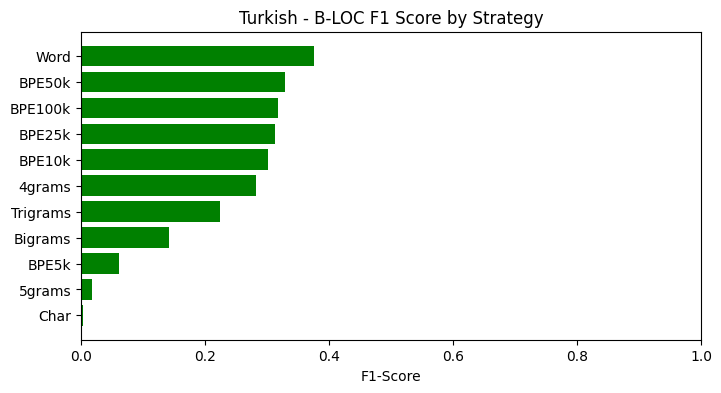 Turkish - B-LOC F1 Score by Strategy
Word
BPE50k
BPE100k
BPE25k
BPE10k
4grams
Trigrams
Bigrams
BPE5k
5grams
Char
0.0 0.2 0.4 0.6 0.8 1.0
F1-Score